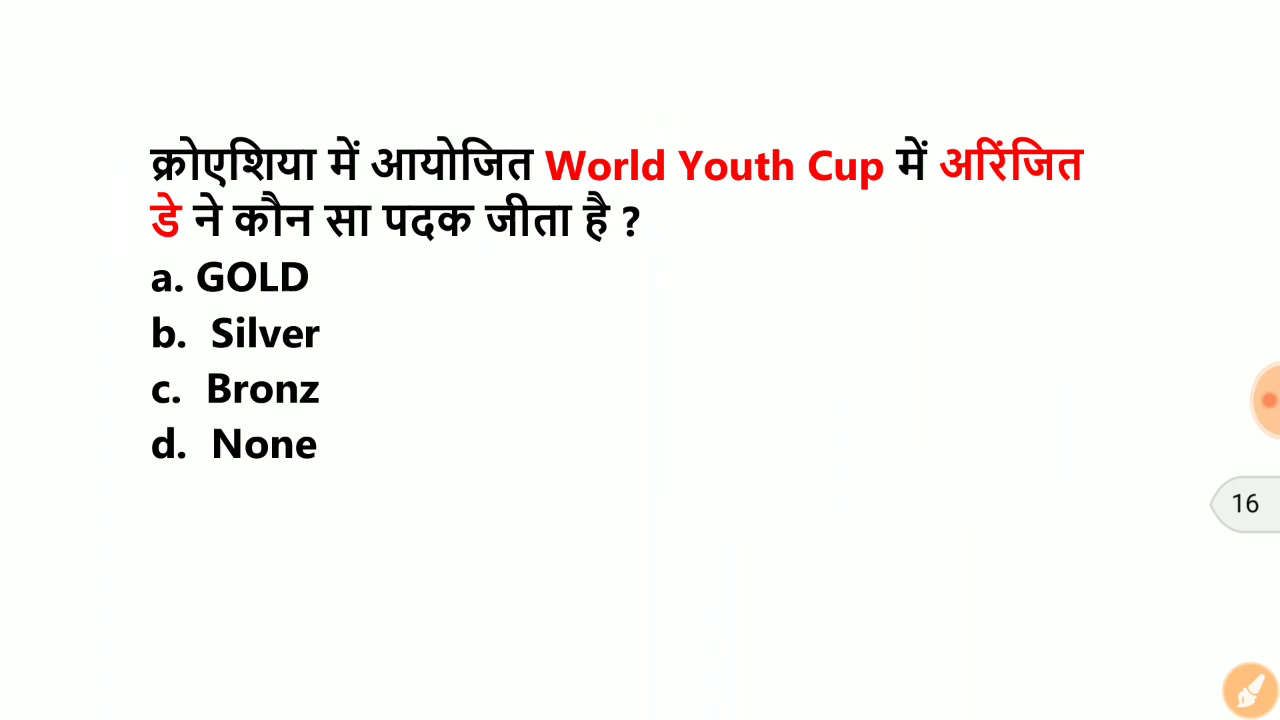 क्रोएशिया में आयोजित World Youth Cup में अरिंजित
डे ने कौन सा पदक जीता है ?
a. GOLD
b. Silver
c. Bronz
d. None
16